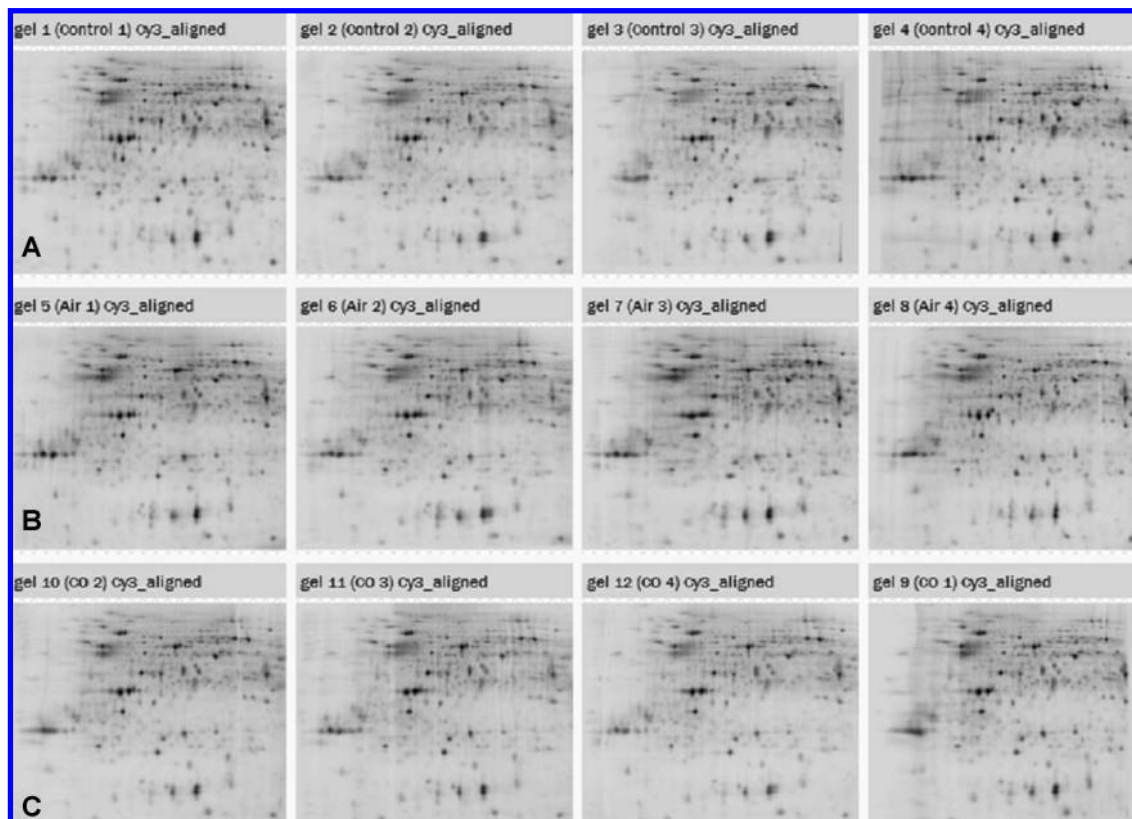 gel 1 (Control 1) Cy3_aligned
gel 2 (Control 2) Cy3_aligned
gel 3 (Control 3) Cy3_aligned
gel 4 (Control 4) Cy3_aligned
A
gel 5 (Air 1) Cy3_aligned
gel 6 (Air 2) Cy3_aligned
gel 7 (Air 3) Cy3_aligned
gel 8 (Air 4) Cy3_aligned
B
gel 10 (CO 2) Cy3_aligned
gel 11 (CO 3) Cy3_aligned
gel 12 (CO 4) Cy3_aligned
gel 9 (CO 1) Cy3_aligned
C